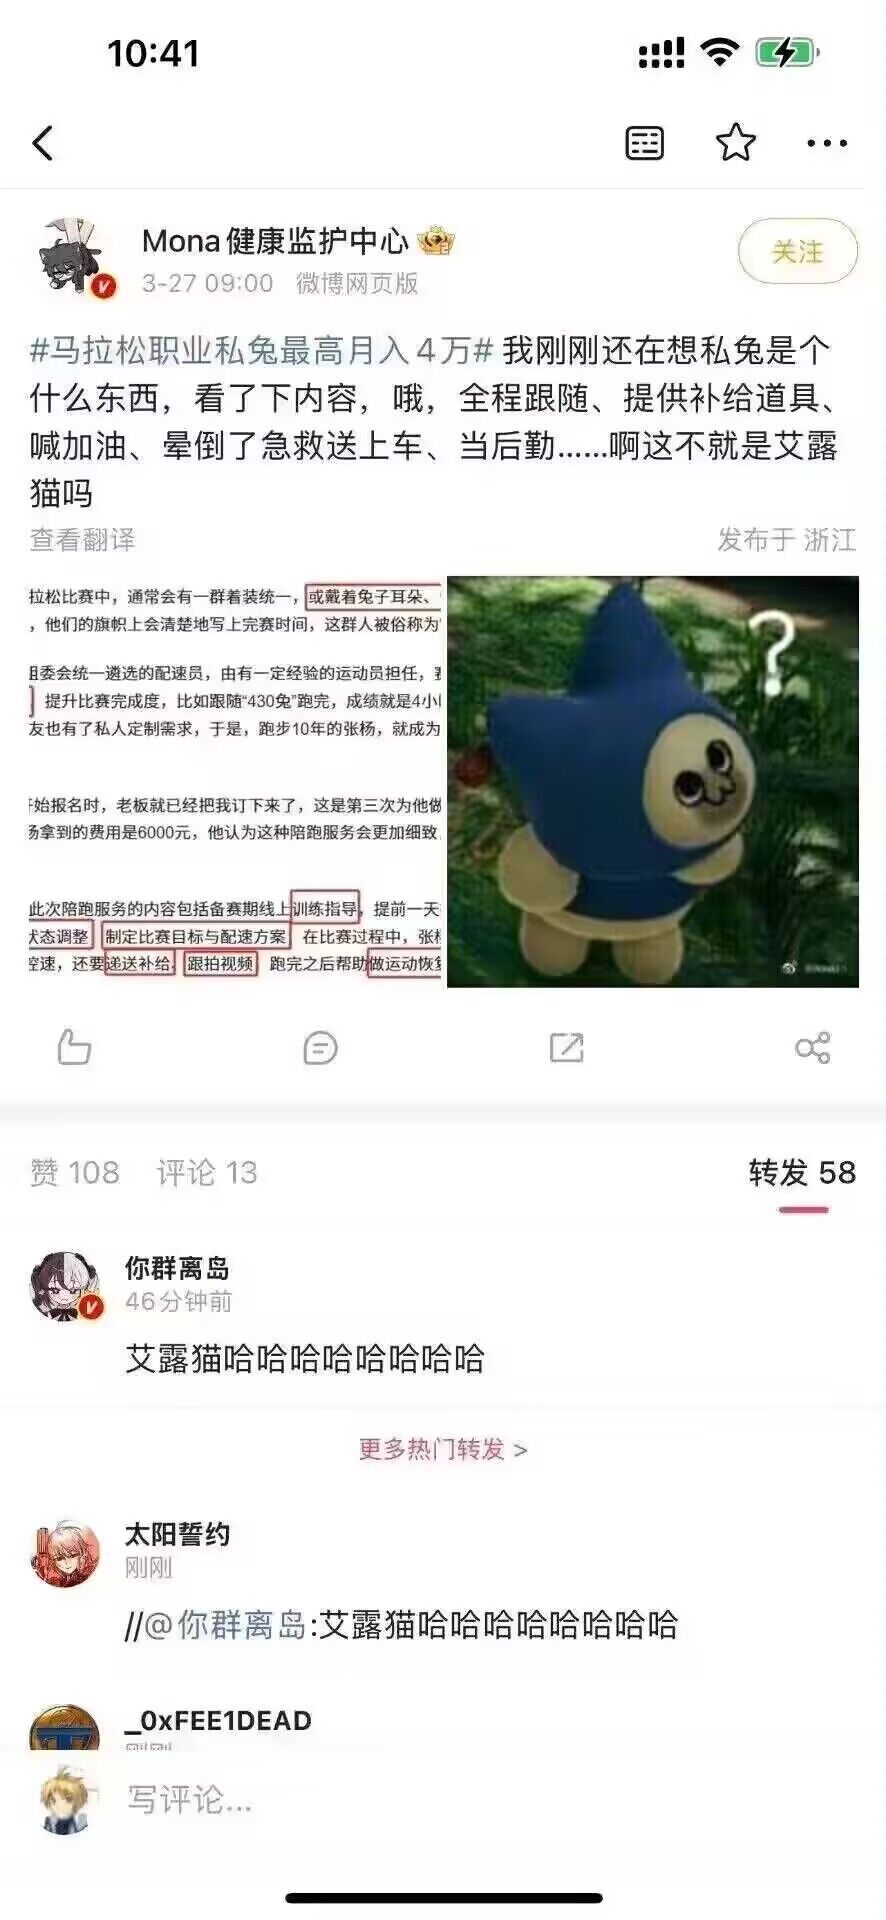 10:41
Mona健康监护中心
关注
3-27 09:00 微博网页版
#马拉松职业私兔最高月入4万# 我刚刚还在想私兔是个
什么东西，看了下内容，哦，全程跟随、提供补给道具、
喊加油、晕倒了急救送上车、当后勤......啊这不就是艾露
猫吗
查看翻译
发布于 浙江
拉松比赛中，通常会有一群着装统一，或戴着兔子耳朵、
，他们的旗帜上会清楚地写上完赛时间，这群人被俗称为
组委会统一遴选的配速员，由有一定经验的运动员担任，
提升比赛完成度，比如跟随“430兔”跑完，成绩就是4小
友也有了私人定制需求，于是，跑步10年的张杨，就成为
开始报名时，老板就已经把我订下来了，这是第三次为他做
杨拿到的费用是6000元，他认为这种陪跑服务会更加细致
此次陪跑服务的内容包括备赛期线上训练指导，提前一天
状态调整 制定比赛目标与配速方案 在比赛过程中，张
控速，还要递送补给 跟拍视频 跑完之后帮助做运动恢复
?
赞 108 评论 13
转发 58
你群离岛
46分钟前
艾露猫哈哈哈哈哈哈哈哈
更多热门转发 >
太阳誓约
刚刚
//@你群离岛:艾露猫哈哈哈哈哈哈哈哈
_0xFEE1DEAD
刚刚
写评论...